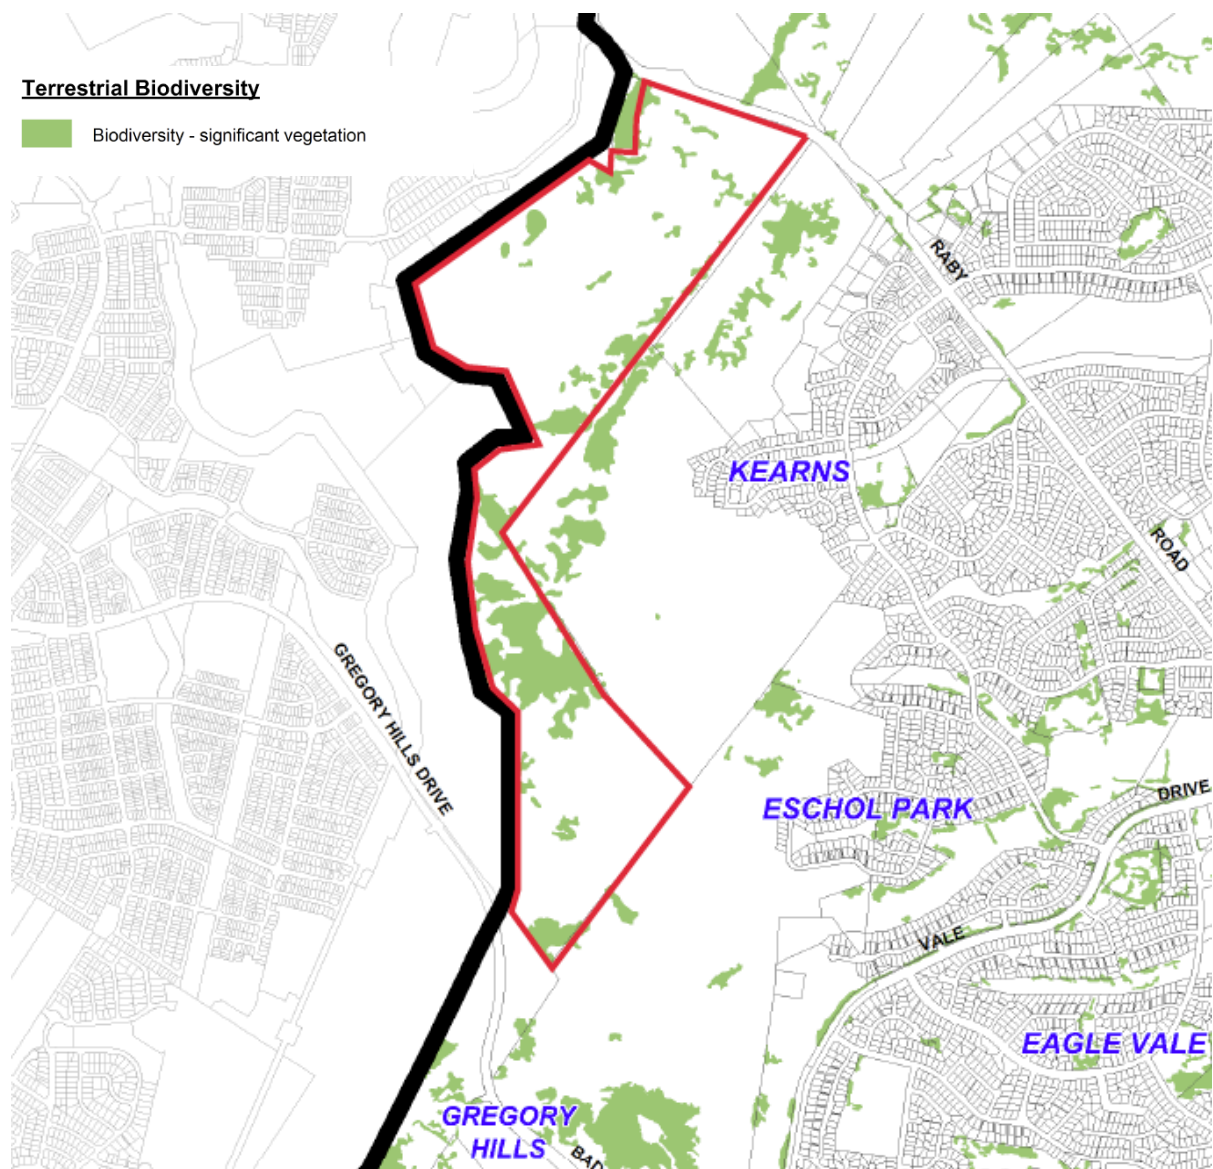 Terrestrial Biodiversity
Biodiversity - significant vegetation
RABY
KEARNS
ROAD
GREGORY HILLS DRIVE
ESCHOL PARK
DRIVE
VALE
EAGLE VALE
GREGORY
HILLS
BAD